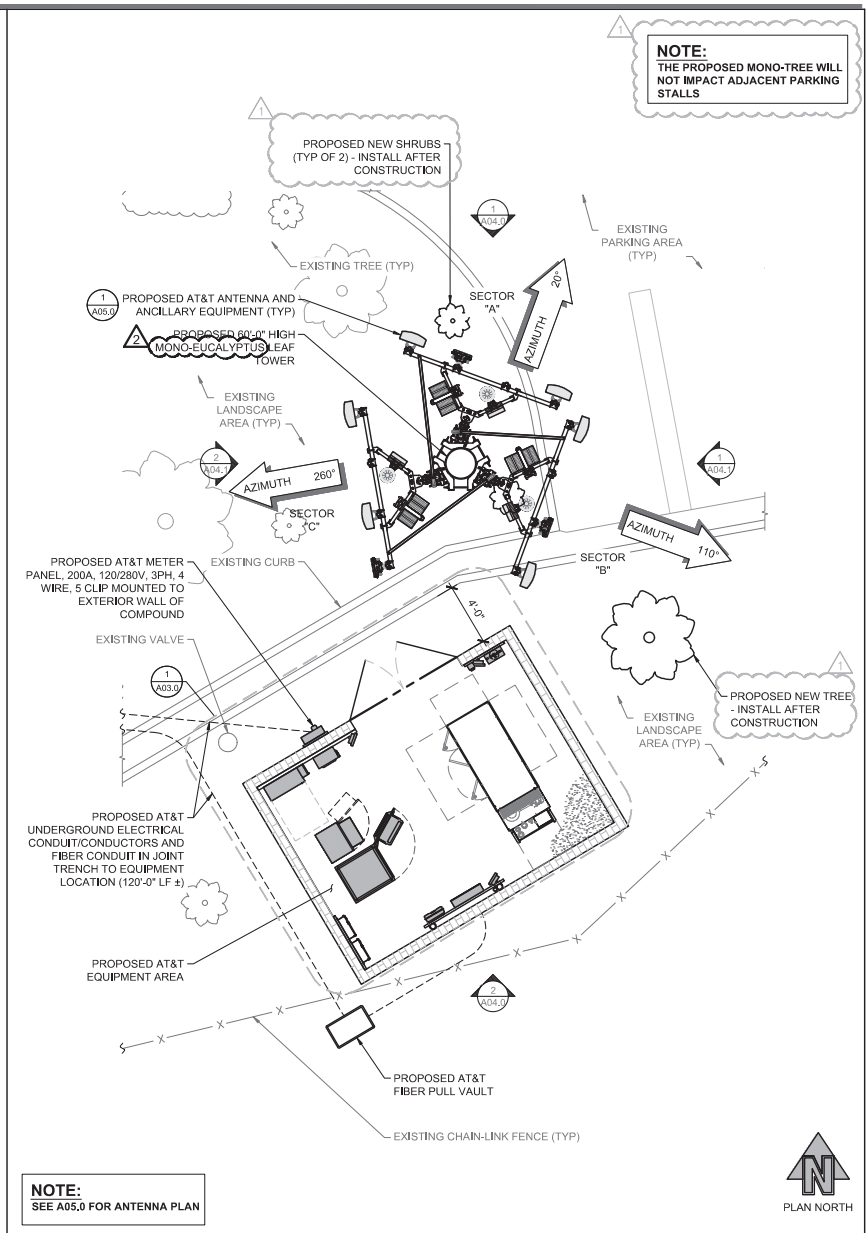 1
NOTE:
THE PROPOSED MONO-TREE WILL
NOT IMPACT ADJACENT PARKING
STALLS
1
PROPOSED NEW SHRUBS
(TYP OF 2) - INSTALL AFTER
CONSTRUCTION
1
A04.0
EXISTING
PARKING AREA
(TYP)
EXISTING TREE (TYP)
SECTOR
"A"
AZIMUTH 20°
1
A05.0
PROPOSED AT&T ANTENNA AND
ANCILLARY EQUIPMENT (TYP)
2
PROPOSED 60'-0" HIGH
MONO-EUCALYPTUS LEAF
TOWER
EXISTING
LANDSCAPE
AREA (TYP)
2
A04.1
AZIMUTH 260°
SECTOR
"C"
1
A04.1
AZIMUTH 110°
SECTOR
"B"
PROPOSED AT&T METER
PANEL, 200A, 120/280V, 3PH, 4
WIRE, 5 CLIP MOUNTED TO
EXTERIOR WALL OF
COMPOUND
EXISTING CURB
4'-0"
EXISTING VALVE
1
A03.0
1
PROPOSED NEW TREE
- INSTALL AFTER
CONSTRUCTION
EXISTING
LANDSCAPE
AREA (TYP)
PROPOSED AT&T
UNDERGROUND ELECTRICAL
CONDUIT/CONDUCTORS AND
FIBER CONDUIT IN JOINT
TRENCH TO EQUIPMENT
LOCATION (120'-0" LF ±)
PROPOSED AT&T
EQUIPMENT AREA
2
A04.0
PROPOSED AT&T
FIBER PULL VAULT
EXISTING CHAIN-LINK FENCE (TYP)
NOTE:
SEE A05.0 FOR ANTENNA PLAN
N
PLAN NORTH